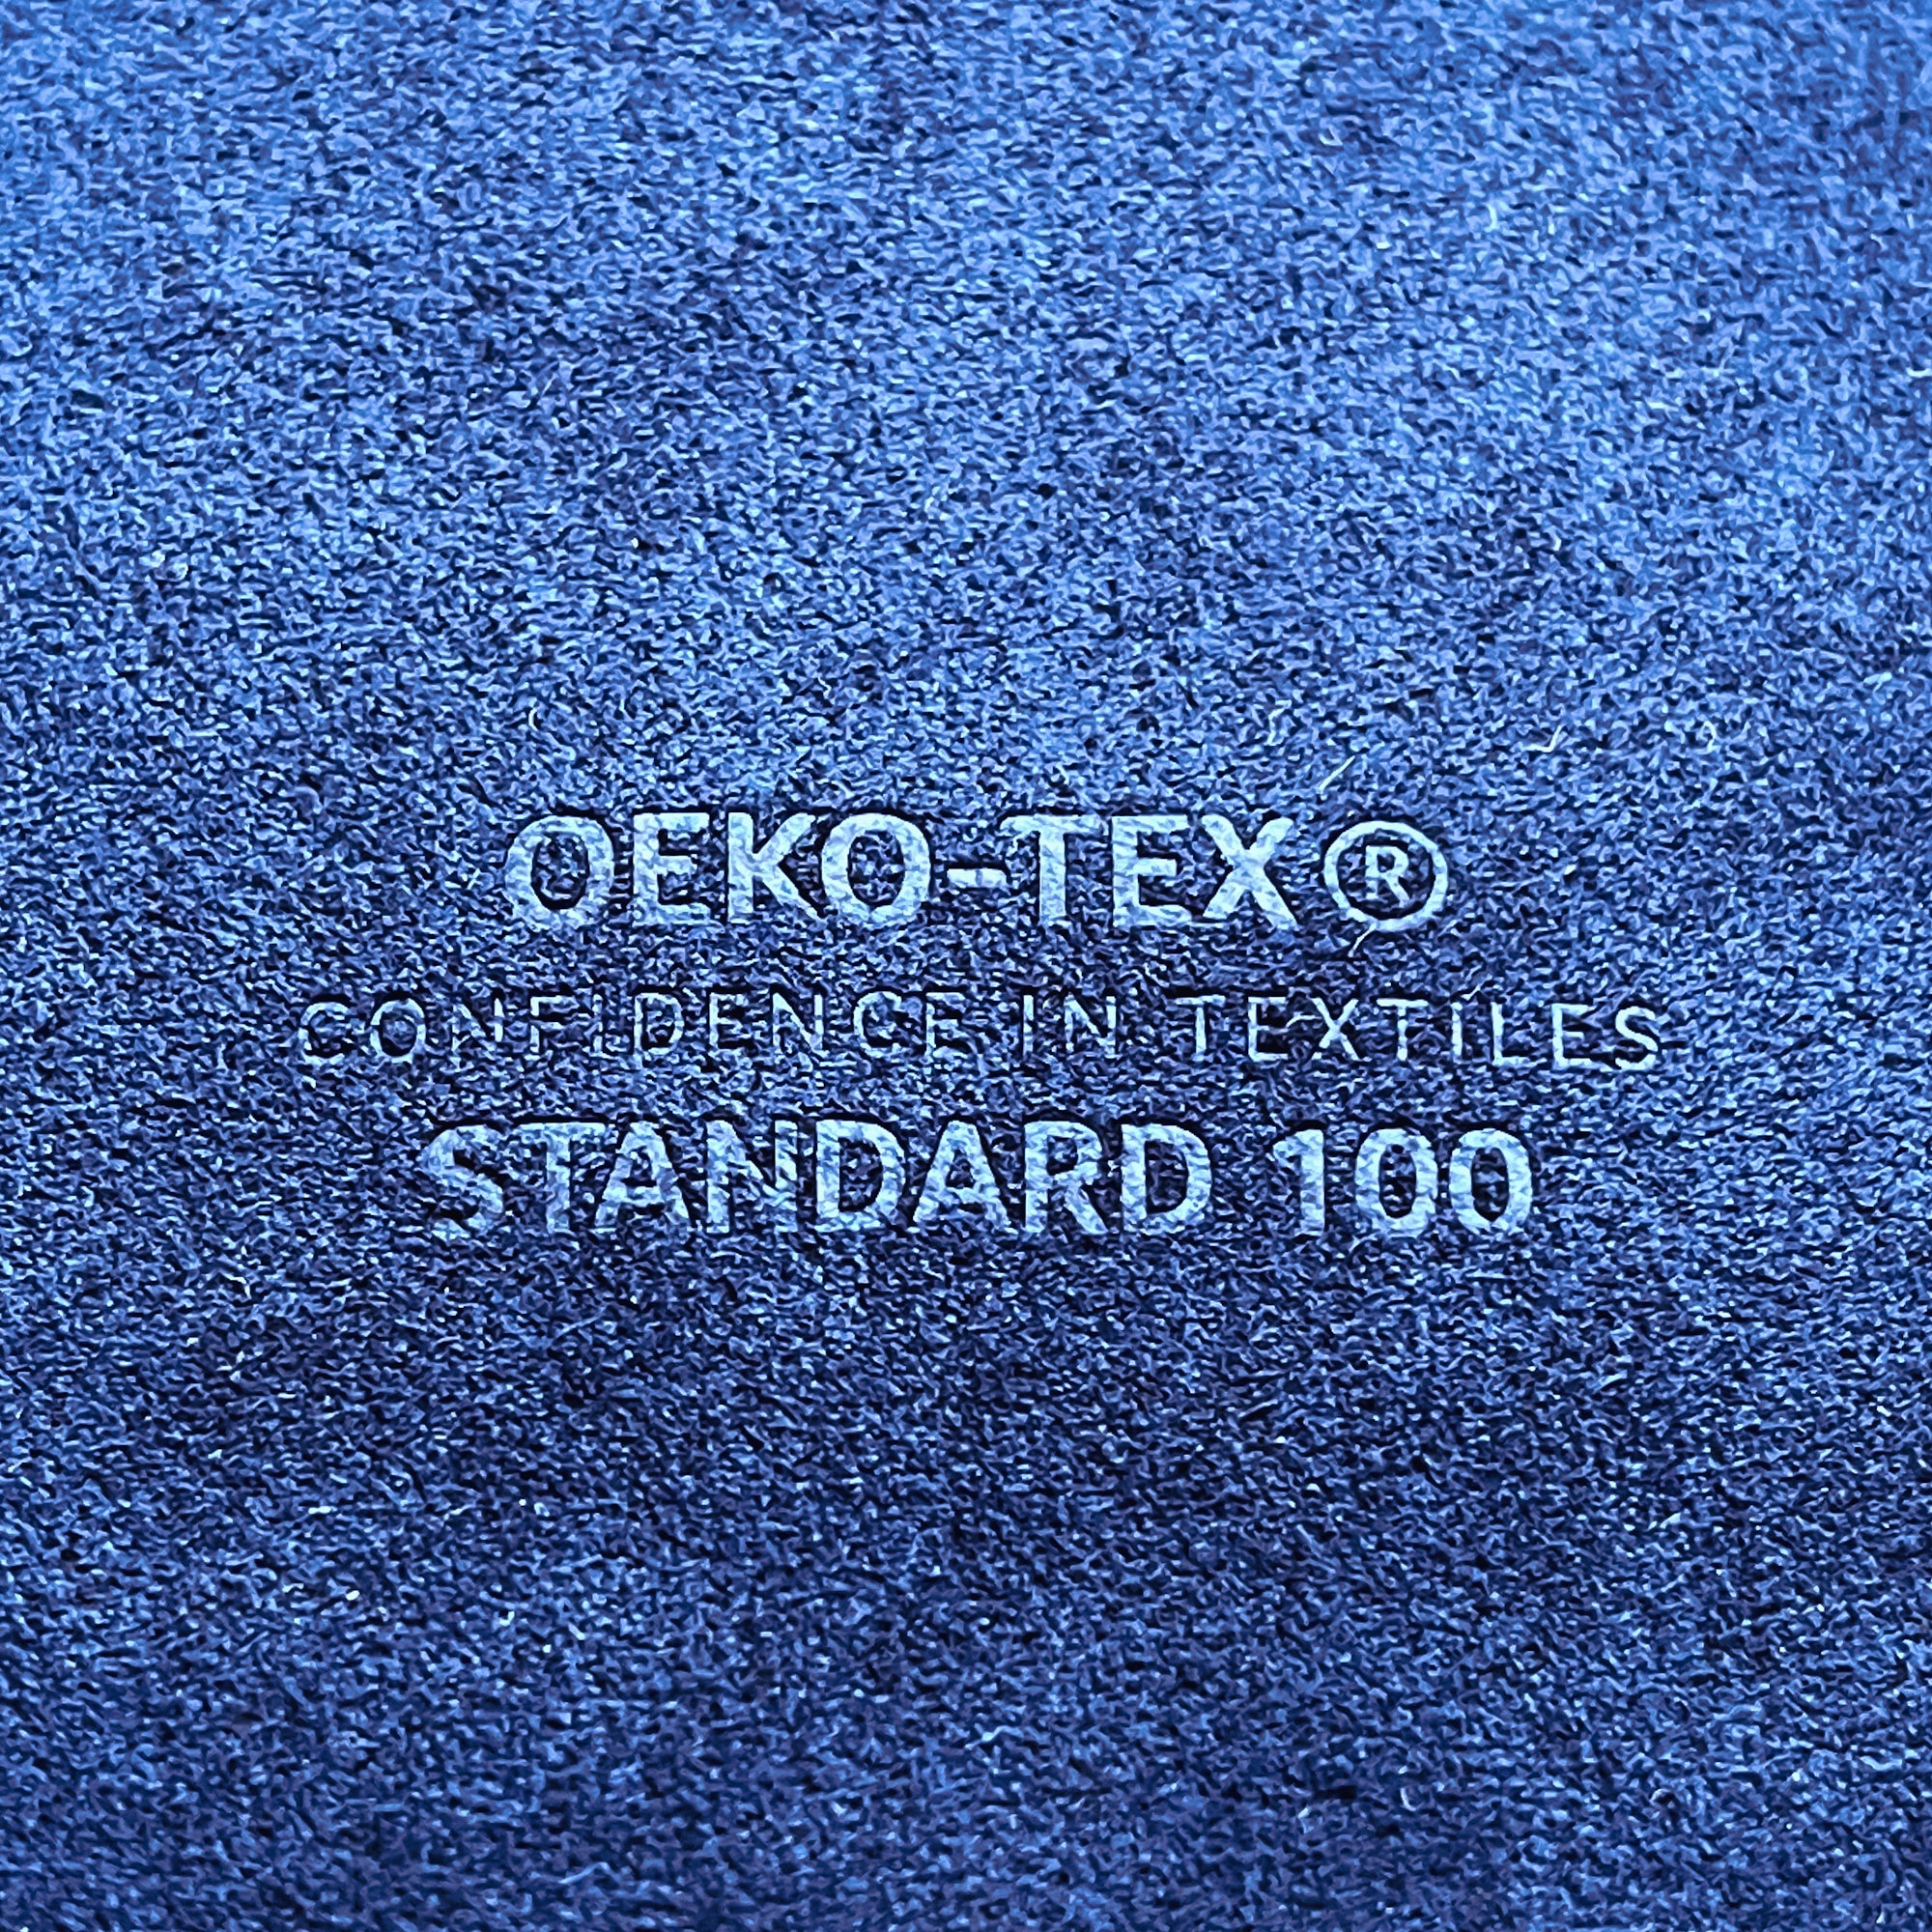 OEKO-TEX®
CONFIDENCE IN TEXTILES
STANDARD 100